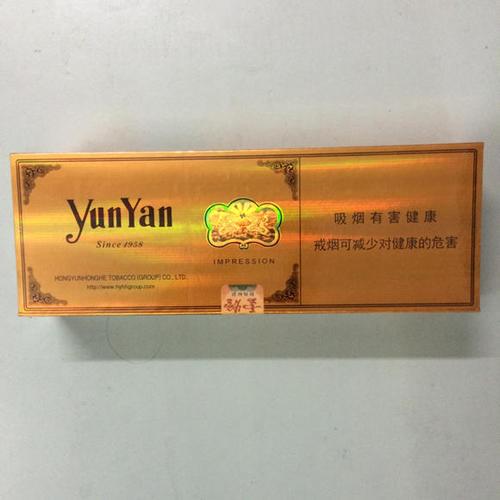 YunYan
Since 1958
HONGYUNHONGHE TOBACCO (GROUP) CO., LTD.
http://www.hyhhgroup.com
IMPRESSION
吸烟有害健康
戒烟可减少对健康的危害